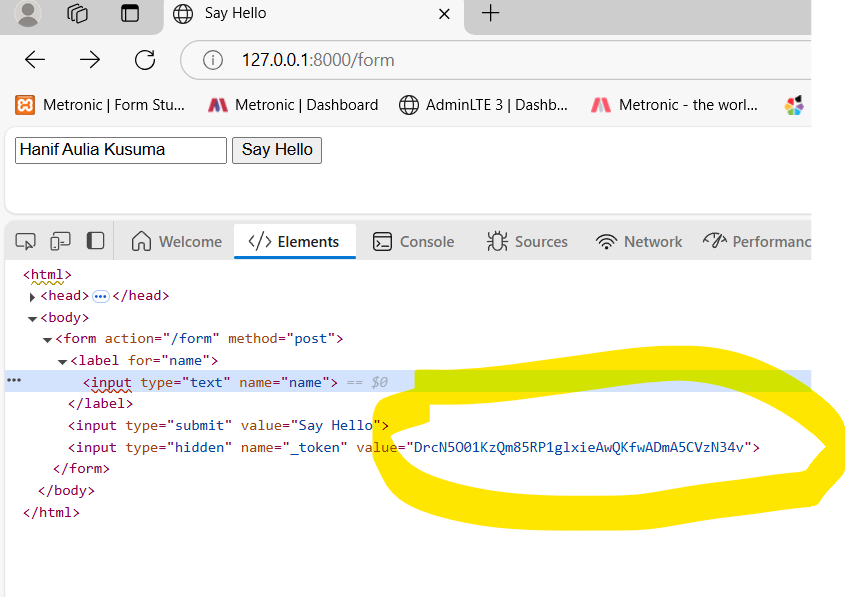 Say Hello
127.0.0.1:8000/form
Metronic | Form Stu... Metronic | Dashboard AdminLTE 3 | Dashb... Metronic - the worl...
Hanif Aulia Kusuma Say Hello
Welcome Elements Console Sources Network Performanc
<html>
<head> ••• </head>
<body>
<form action="/form" method="post">
<label for="name">
••• <input type="text" name="name"> == $0
</label>
<input type="submit" value="Say Hello">
<input type="hidden" name="_token" value="DrcN5O01KzQm85RP1glxieAwQKfwADmA5CVzN34v">
</form>
</body>
</html>